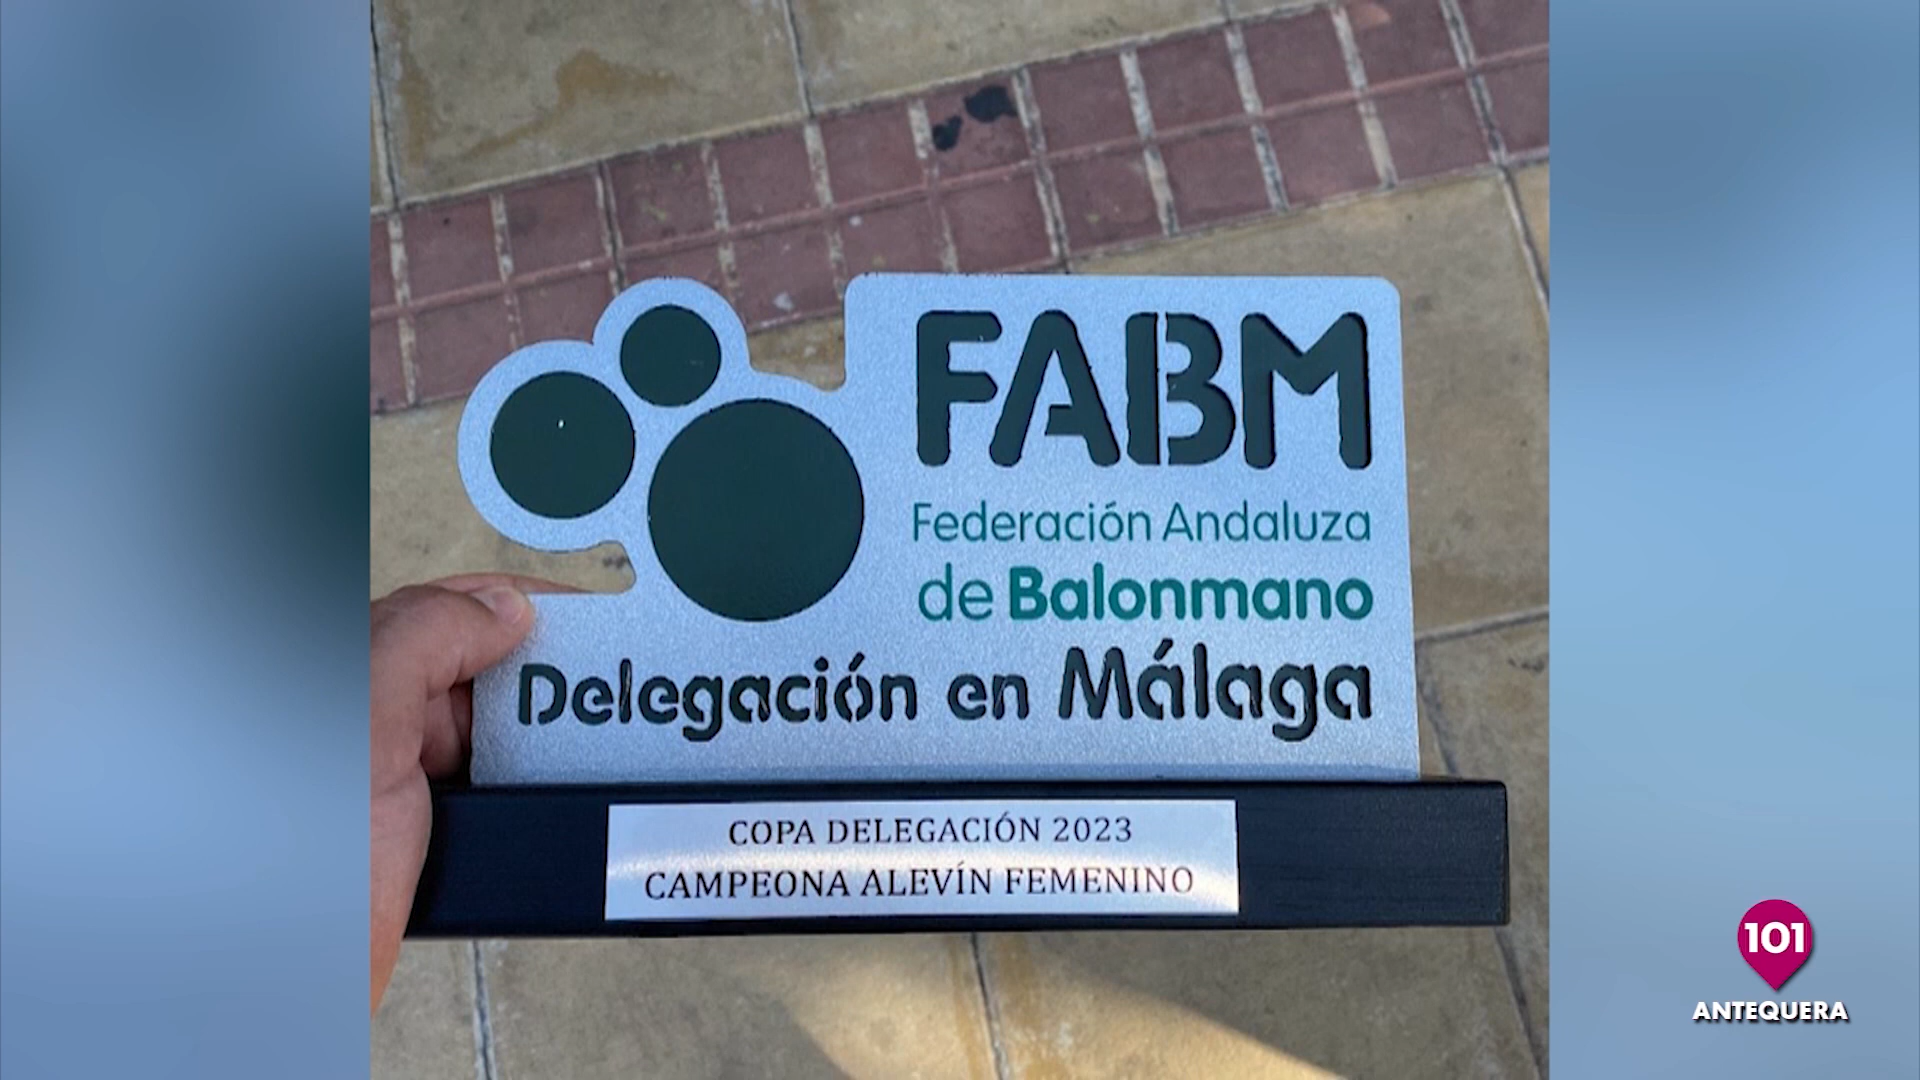 FABM
Federación Andaluza
de Balonmano
Delegación en Málaga
COPA DELEGACIÓN 2023
CAMPEONA ALEVÍN FEMENINO
101
ANTEQUERA